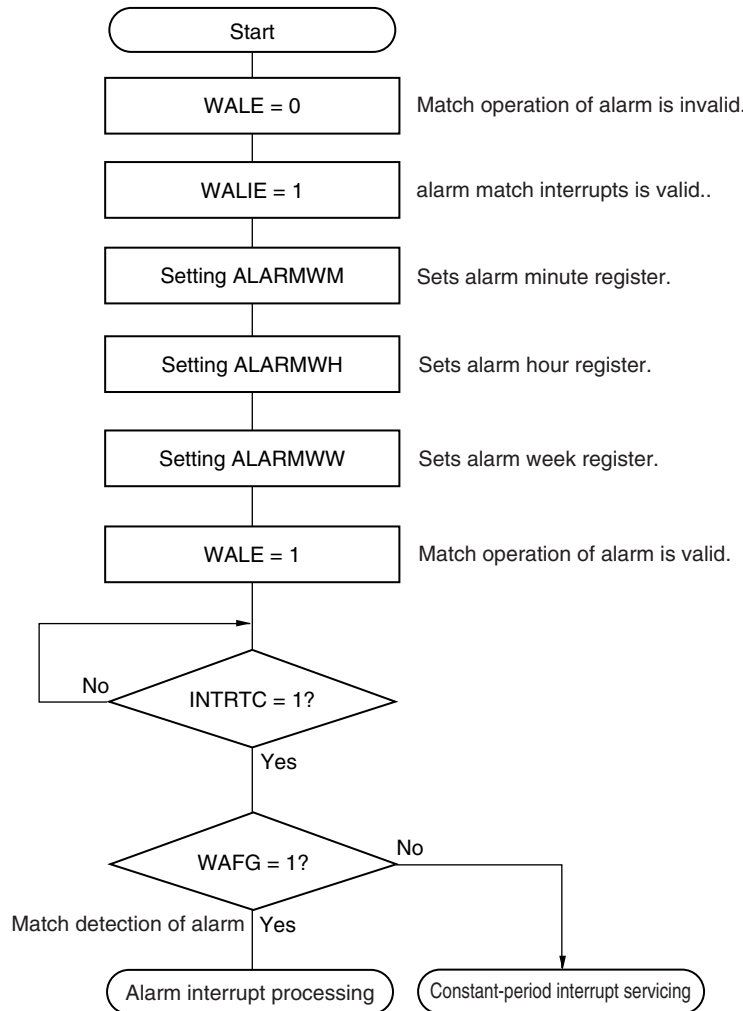 Start
WALE = 0
Match operation of alarm is invalid.
WALIE = 1
alarm match interrupts is valid..
Setting ALARMWM
Sets alarm minute register.
Setting ALARMWH
Sets alarm hour register.
Setting ALARMWW
Sets alarm week register.
WALE = 1
Match operation of alarm is valid.
No
INTRTC = 1?
Yes
WAFG = 1?
No
Match detection of alarm
Yes
Alarm interrupt processing
Constant-period interrupt servicing